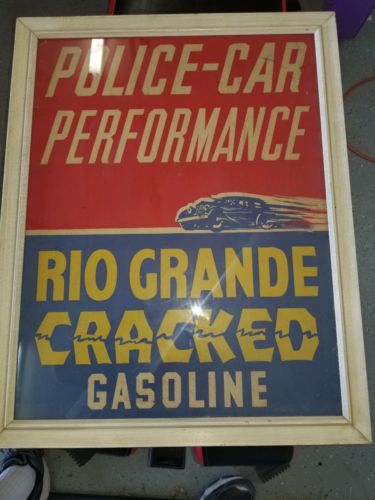 POLICE-CAR
PERFORMANCE
RIO GRANDE
CRACKED
GASOLINE